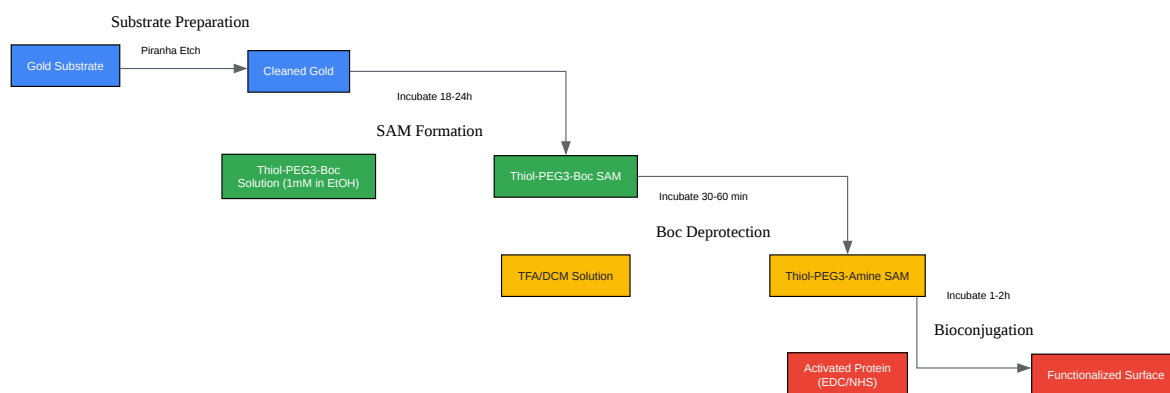 Substrate Preparation
Gold Substrate
Piranha Etch
Cleaned Gold
Incubate 18-24h
SAM Formation
Thiol-PEG3-Boc
Solution (1mM in EtOH)
Thiol-PEG3-Boc SAM
Incubate 30-60 min
Boc Deprotection
TFA/DCM Solution
Thiol-PEG3-Amine SAM
Incubate 1-2h
Bioconjugation
Activated Protein
(EDC/NHS)
Functionalized Surface